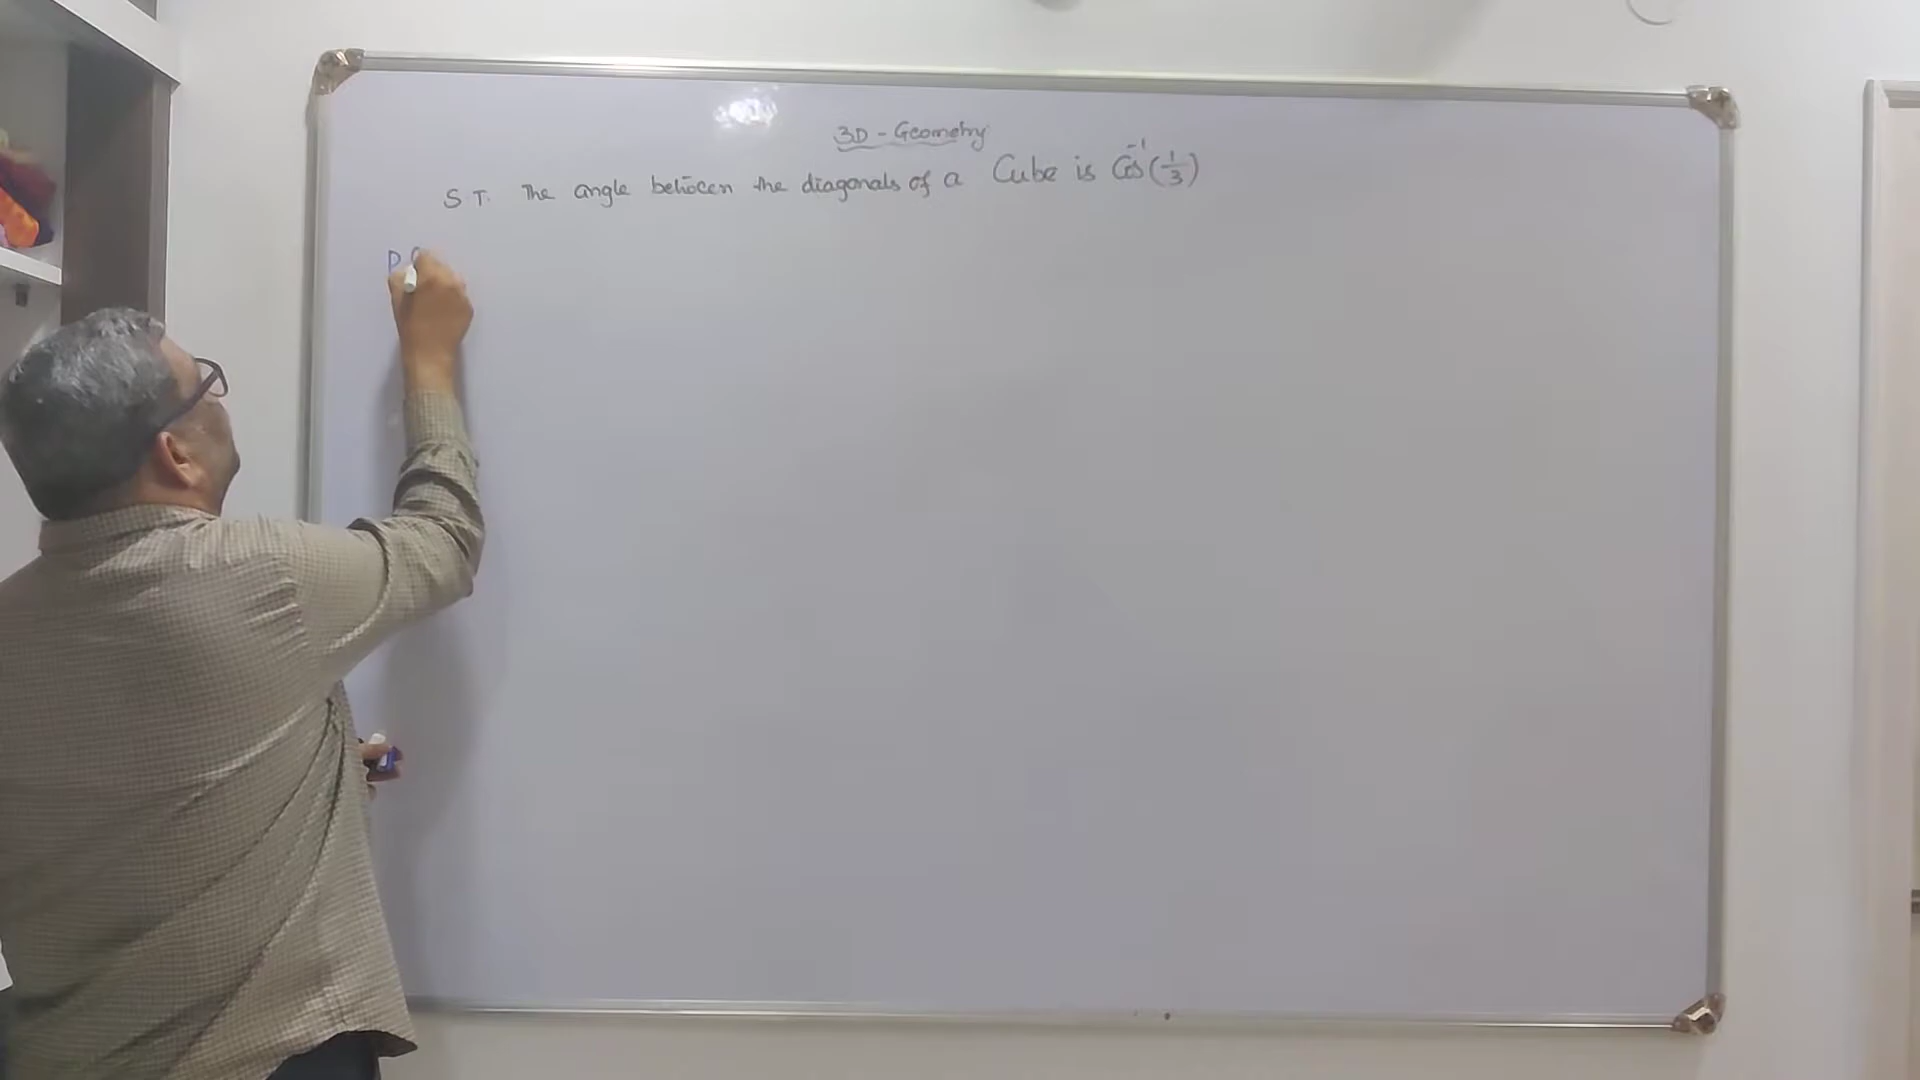 3D - Geometry
S T. The angle between the diagonals of a Cube is Cos⁻¹(1/3)
P